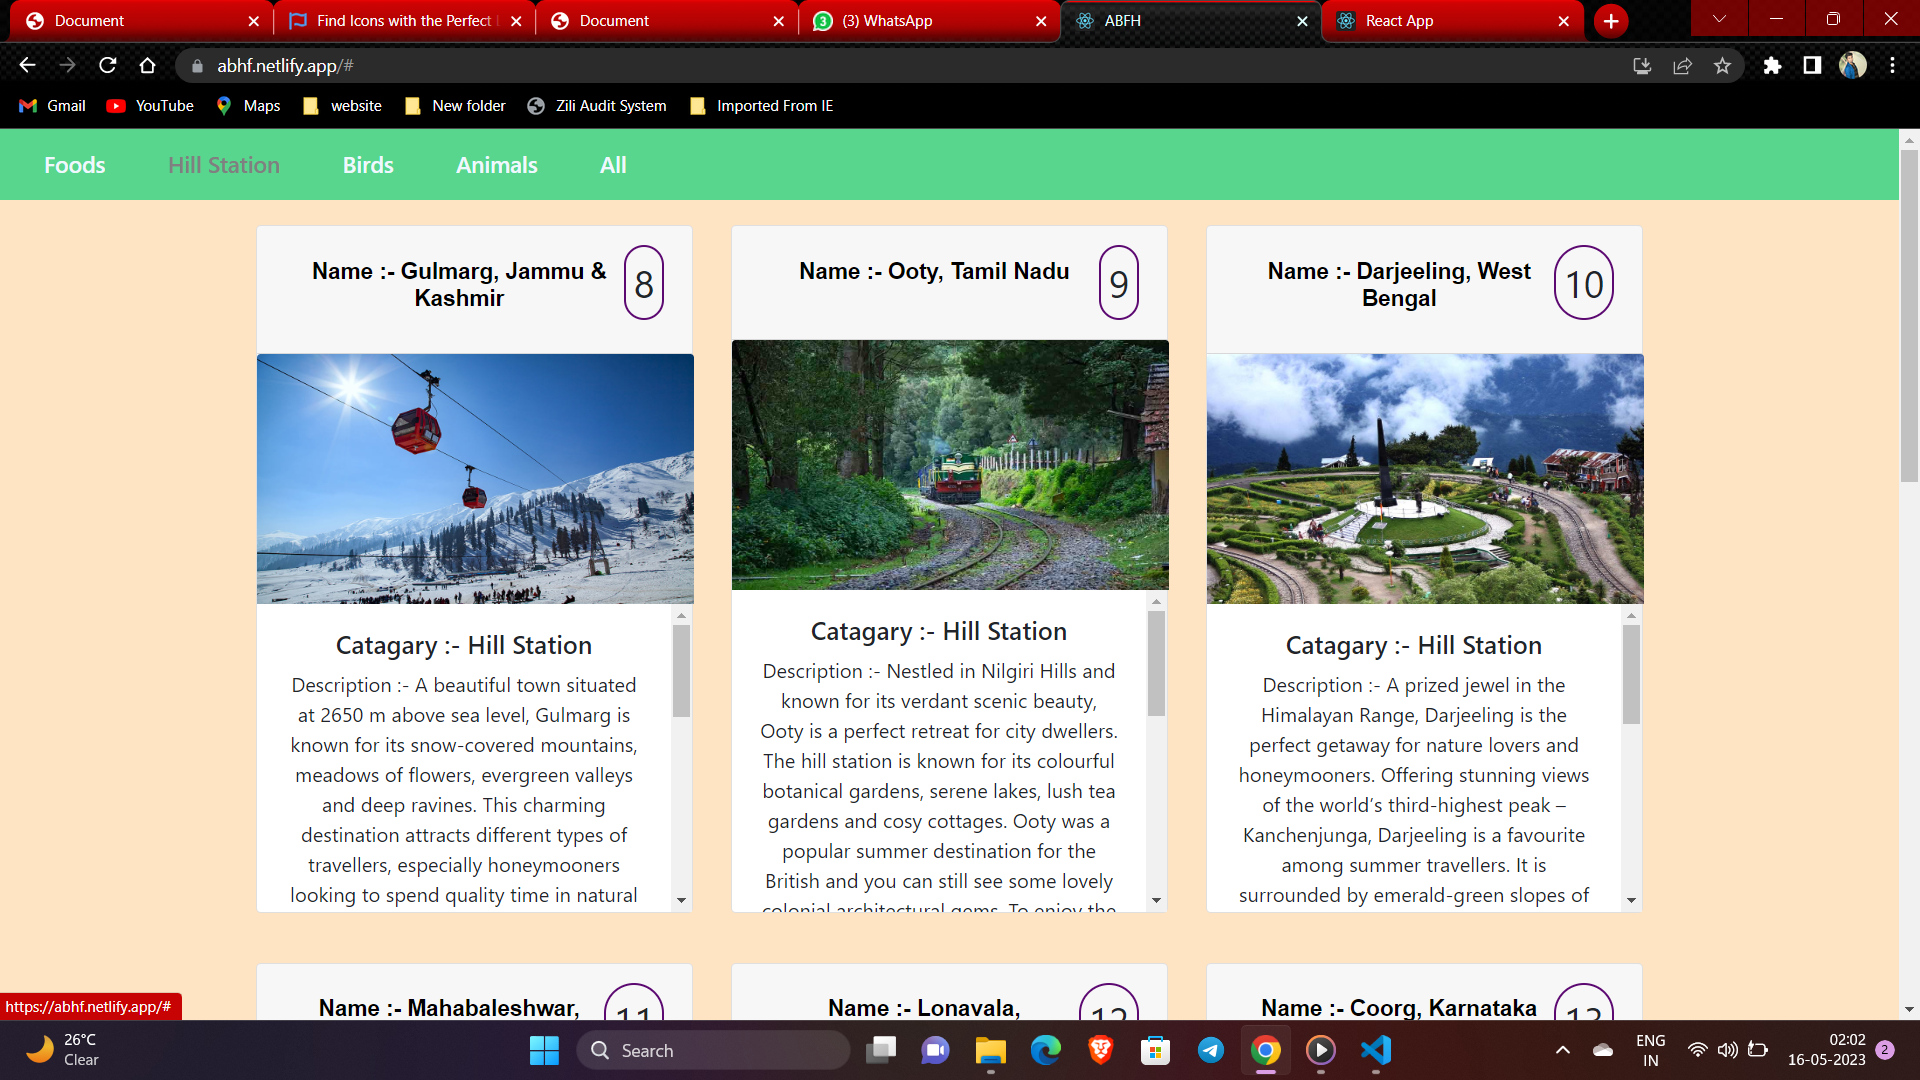 Document
Find Icons with the Perfect
Document
(3) WhatsApp
ABFH
React App
abhf.netlify.app/#
Gmail
YouTube
Maps
website
New folder
Zili Audit System
Imported From IE
Foods
Hill Station
Birds
Animals
All
Name :- Gulmarg, Jammu &
Kashmir
8
Name :- Ooty, Tamil Nadu
9
Name :- Darjeeling, West
Bengal
10
Catagary :- Hill Station
Description :- A beautiful town situated
at 2650 m above sea level, Gulmarg is
known for its snow-covered mountains,
meadows of flowers, evergreen valleys
and deep ravines. This charming
destination attracts different types of
travellers, especially honeymooners
looking to spend quality time in natural
Catagary :- Hill Station
Description :- Nestled in Nilgiri Hills and
known for its verdant scenic beauty,
Ooty is a perfect retreat for city dwellers.
The hill station is known for its colourful
botanical gardens, serene lakes, lush tea
gardens and cosy cottages. Ooty was a
popular summer destination for the
British and you can still see some lovely
colonial architectural gems. To enjoy the
Catagary :- Hill Station
Description :- A prized jewel in the
Himalayan Range, Darjeeling is the
perfect getaway for nature lovers and
honeymooners. Offering stunning views
of the world's third-highest peak –
Kanchenjunga, Darjeeling is a favourite
among summer travellers. It is
surrounded by emerald-green slopes of
Name :- Mahabaleshwar,
11
Name :- Lonavala,
12
Name :- Coorg, Karnataka
13
https://abhf.netlify.app/#
26°C
Clear
Search
ENG
IN
02:02
16-05-2023
2